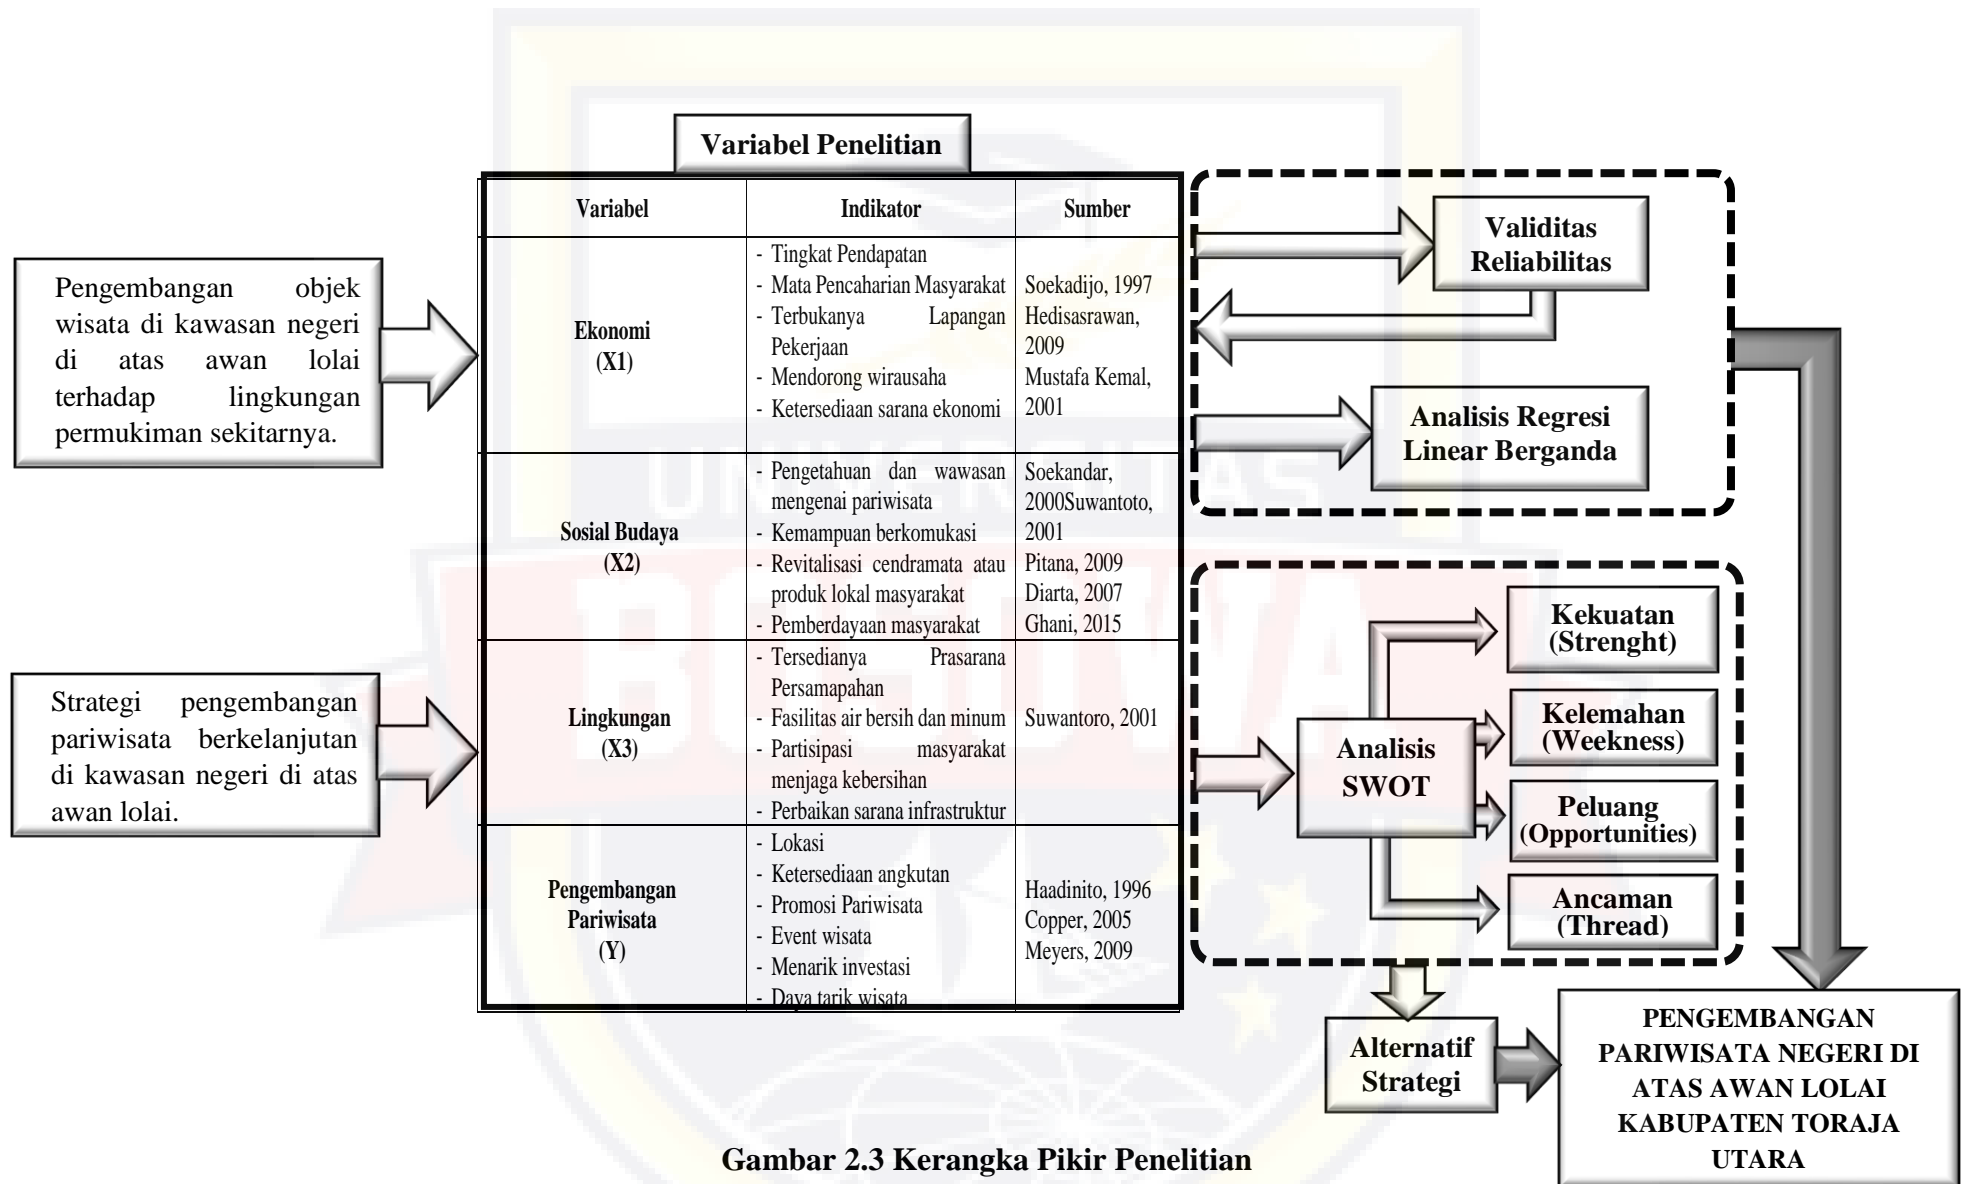 Variabel Penelitian
Pengembangan objek
wisata di kawasan negeri
di atas awan lolai
terhadap lingkungan
permukiman sekitarnya.
Strategi pengembangan
pariwisata berkelanjutan
di kawasan negeri di atas
awan lolai.
Variabel Indikator Sumber
Ekonomi
(X1)
- Tingkat Pendapatan
- Mata Pencaharian Masyarakat
- Terbukanya Lapangan
Pekerjaan
- Mendorong wirausaha
- Ketersediaan sarana ekonomi
Soekadijo, 1997
Hedisasrawan,
2009
Mustafa Kemal,
2001
Sosial Budaya
(X2)
- Pengetahuan dan wawasan
mengenai pariwisata
- Kemampuan berkomukasi
- Revitalisasi cendramata atau
produk lokal masyarakat
- Pemberdayaan masyarakat
Soekandar,
2000Suwantoto,
2001
Pitana, 2009
Diarta, 2007
Ghani, 2015
Lingkungan
(X3)
- Tersedianya Prasarana
Persamapahan
- Fasilitas air bersih dan minum
- Partisipasi masyarakat
menjaga kebersihan
- Perbaikan sarana infrastruktur
Suwantoro, 2001
Pengembangan
Pariwisata
(Y)
- Lokasi
- Ketersediaan angkutan
- Promosi Pariwisata
- Event wisata
- Menarik investasi
- Daya tarik wisata
Haadinito, 1996
Copper, 2005
Meyers, 2009
Validitas
Reliabilitas
Analisis Regresi
Linear Berganda
Analisis
SWOT
Kekuatan
(Strenght)
Kelemahan
(Weekness)
Peluang
(Opportunities)
Ancaman
(Thread)
Alternatif
Strategi
PENGEMBANGAN
PARIWISATA NEGERI DI
ATAS AWAN LOLAI
KABUPATEN TORAJA
UTARA
UNIVERSITAS
BOSOWA
Gambar 2.3 Kerangka Pikir Penelitian